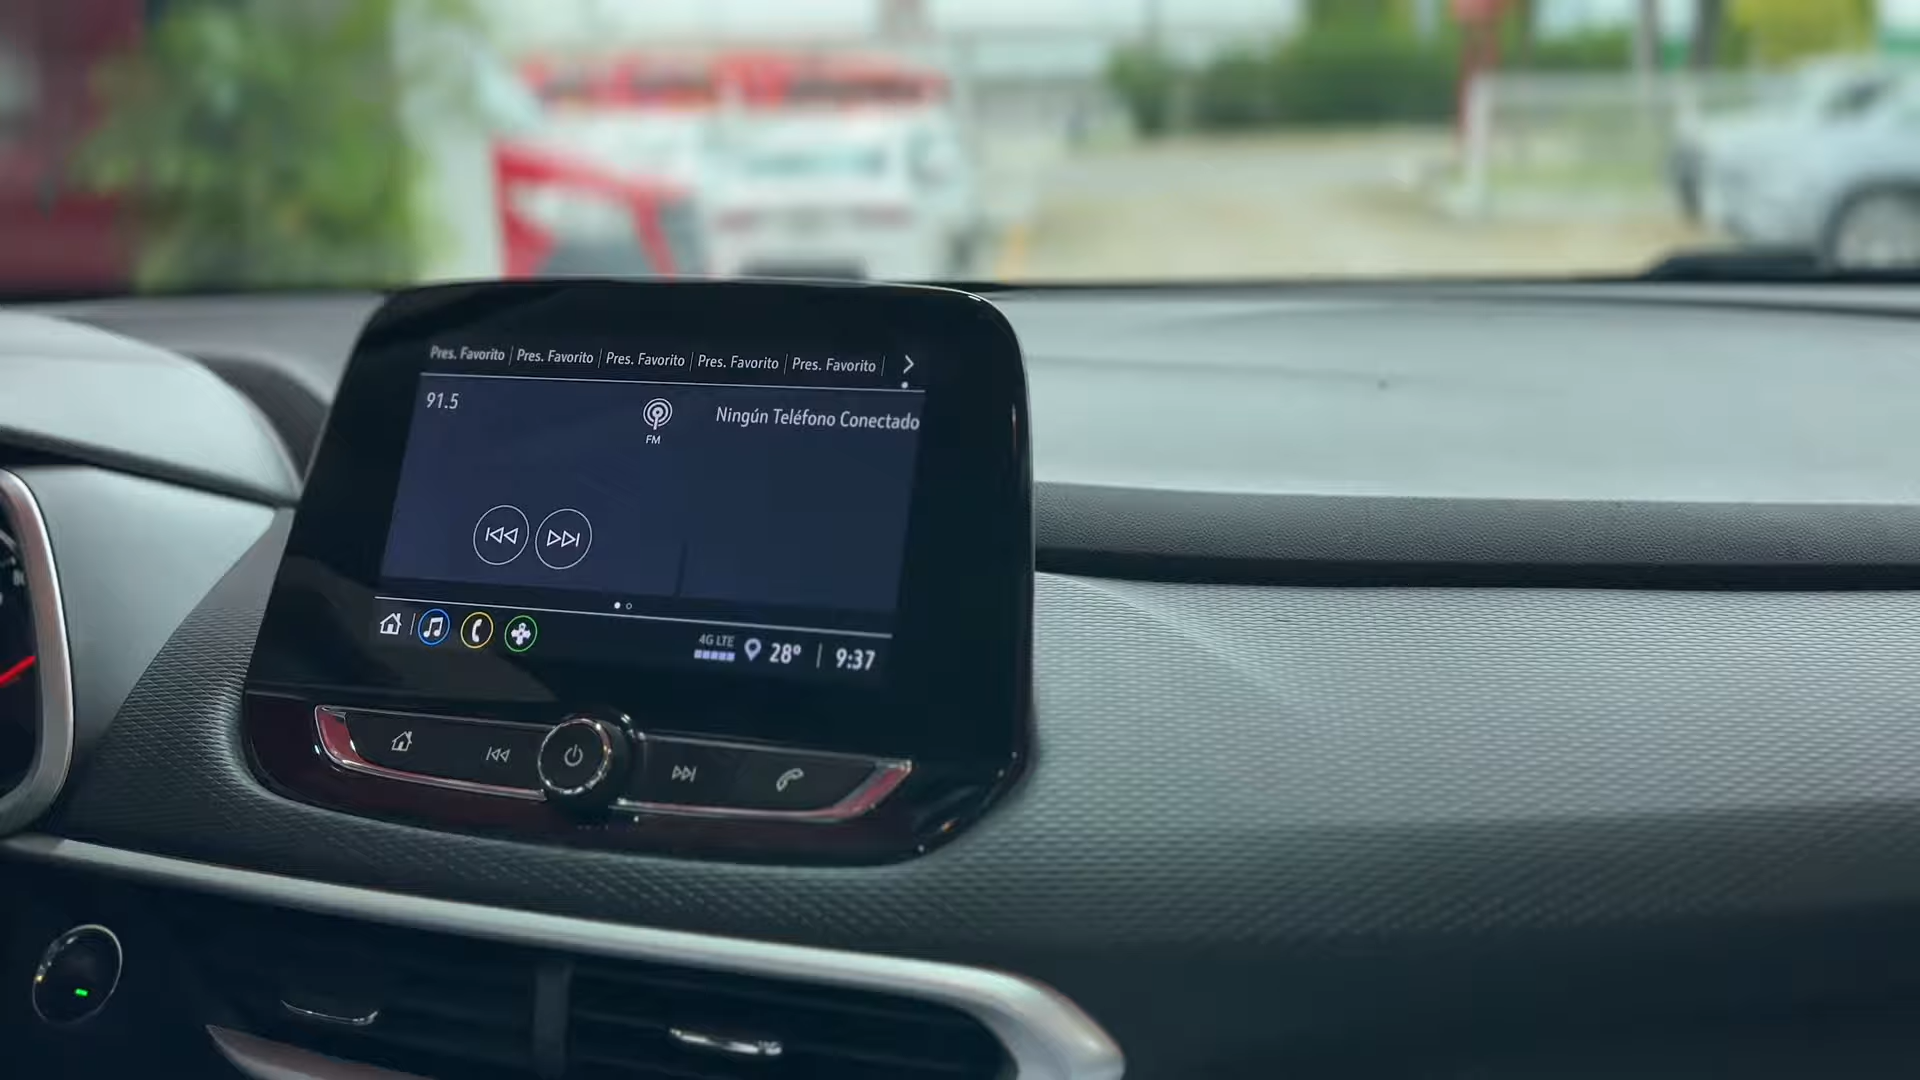 Pres. Favorito Pres. Favorito Pres. Favorito Pres. Favorito Pres. Favorito
91.5
FM
Ningún Teléfono Conectado
4G LTE
28° 9:37